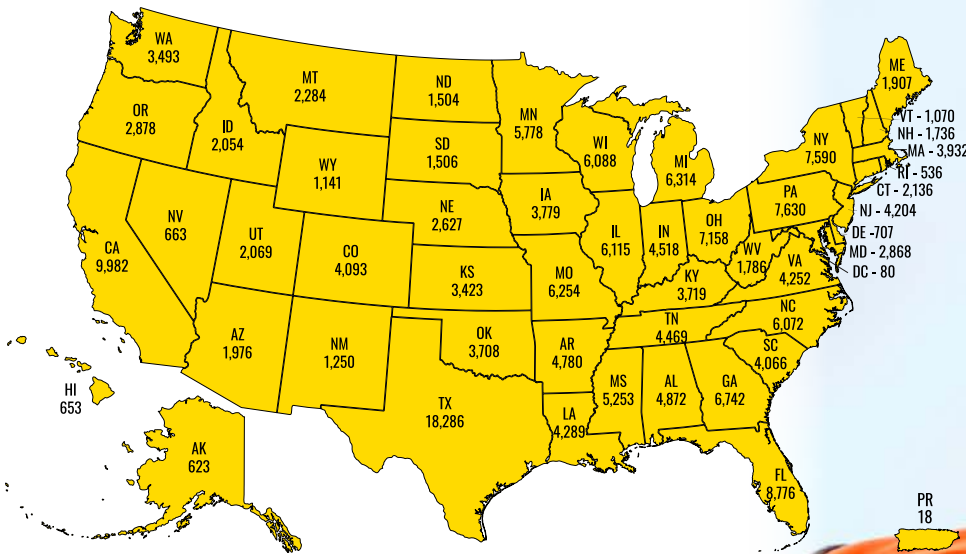 WA
3,493
OR
2,878
CA
9,982
NV
663
ID
2,054
MT
2,284
WY
1,141
UT
2,069
CO
4,093
AZ
1,976
NM
1,250
ND
1,504
SD
1,506
NE
2,627
KS
3,423
OK
3,708
TX
18,286
MN
5,778
IA
3,779
MO
6,254
AR
4,780
LA
4,289
WI
6,088
IL
6,115
MI
6,314
IN
4,518
OH
7,158
KY
3,719
TN
4,469
MS
5,253
AL
4,872
GA
6,742
FL
8,776
SC
4,066
NC
6,072
VA
4,252
WV
1,786
PA
7,630
NY
7,590
ME
1,907
VT - 1,070
NH - 1,736
MA - 3,932
RI - 536
CT - 2,136
NJ - 4,204
DE -707
MD - 2,868
DC - 80
HI
653
AK
623
PR
18